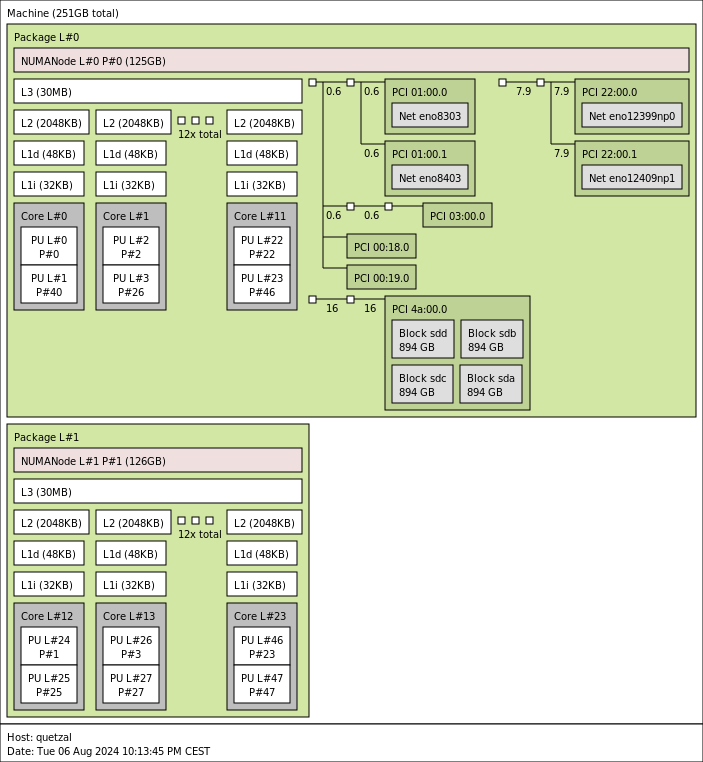 Machine (251GB total)
Package L#0
NUMANode L#0 P#0 (125GB)
L3 (30MB)
L2 (2048KB)
L2 (2048KB)
12x total
L2 (2048KB)
L1d (48KB)
L1d (48KB)
L1d (48KB)
L1i (32KB)
L1i (32KB)
L1i (32KB)
Core L#0
PU L#0
P#0
PU L#1
P#40
Core L#1
PU L#2
P#2
PU L#3
P#26
Core L#11
PU L#22
P#22
PU L#23
P#46
0.6
0.6
PCI 01:00.0
Net eno8303
0.6
PCI 01:00.1
Net eno8403
0.6
0.6
PCI 03:00.0
PCI 00:18.0
PCI 00:19.0
7.9
7.9
PCI 22:00.0
Net eno12399np0
7.9
PCI 22:00.1
Net eno12409np1
16
16
PCI 4a:00.0
Block sdd
894 GB
Block sdb
894 GB
Block sdc
894 GB
Block sda
894 GB
Package L#1
NUMANode L#1 P#1 (126GB)
L3 (30MB)
L2 (2048KB)
L2 (2048KB)
12x total
L2 (2048KB)
L1d (48KB)
L1d (48KB)
L1d (48KB)
L1i (32KB)
L1i (32KB)
L1i (32KB)
Core L#12
PU L#24
P#1
PU L#25
P#25
Core L#13
PU L#26
P#3
PU L#27
P#27
Core L#23
PU L#46
P#23
PU L#47
P#47
Host: quetzal
Date: Tue 06 Aug 2024 10:13:45 PM CEST